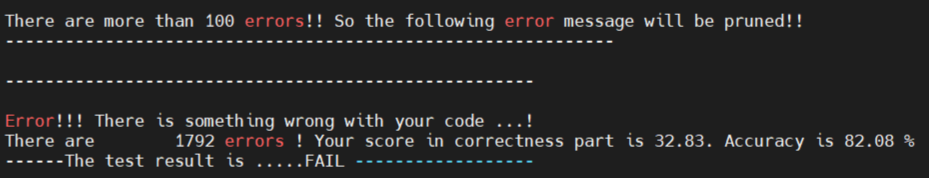 There are more than 100 errors!! So the following error message will be pruned!!
-------------------------------------------------------------
-----------------------------------------------------
Error!!! There is something wrong with your code ...!
There are        1792 errors ! Your score in correctness part is 32.83. Accuracy is 82.08 %
------The test result is .....FAIL ------------------